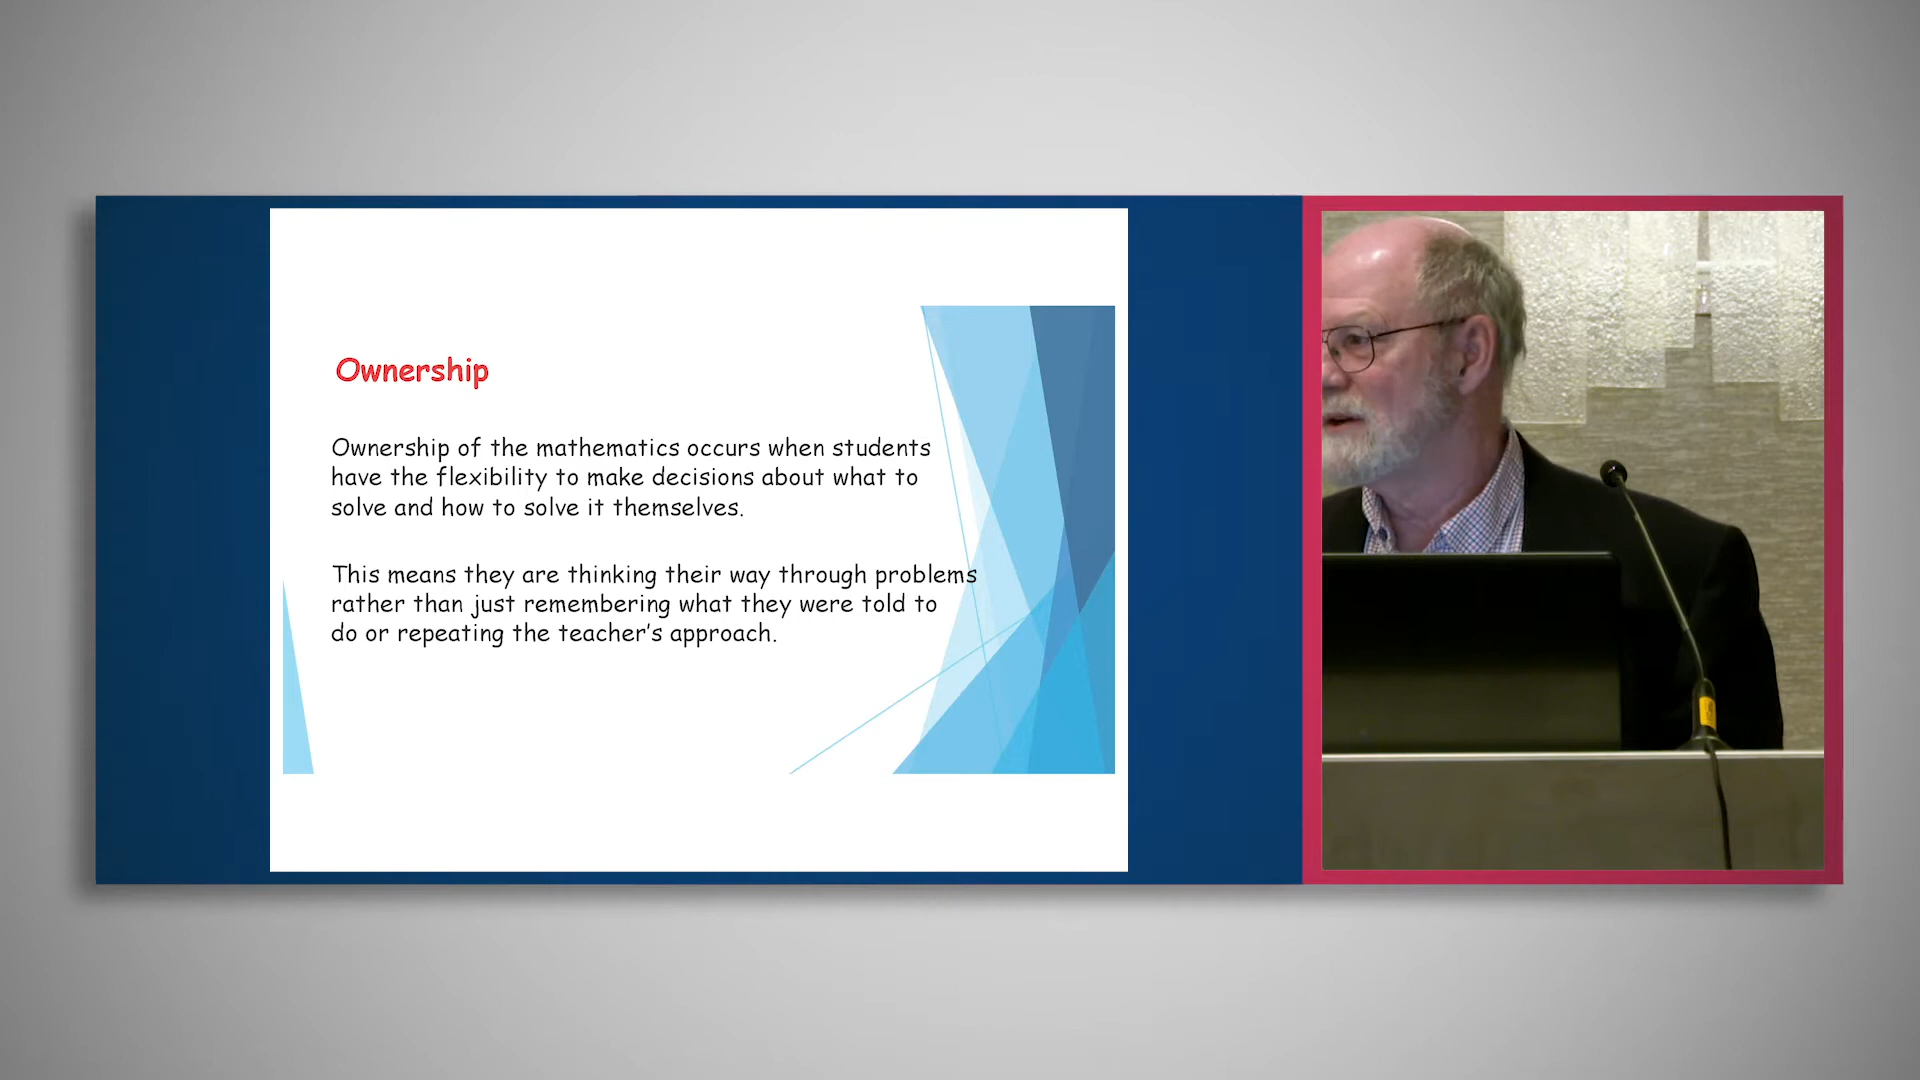 Ownership
Ownership of the mathematics occurs when students
have the flexibility to make decisions about what to
solve and how to solve it themselves.
This means they are thinking their way through problems
rather than just remembering what they were told to
do or repeating the teacher's approach.